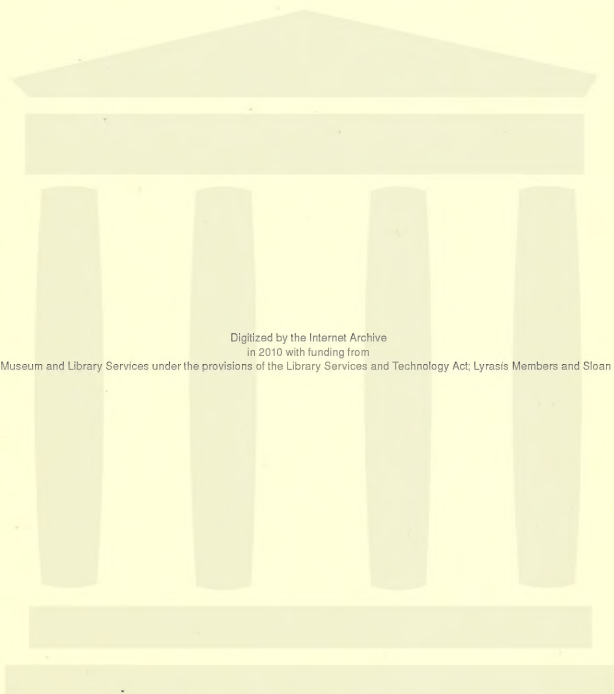 Digitized by the Internet Archive
in 2010 with funding from
Museum and Library Services under the provisions of the Library Services and Technology Act; Lyrasis Members and Sloan